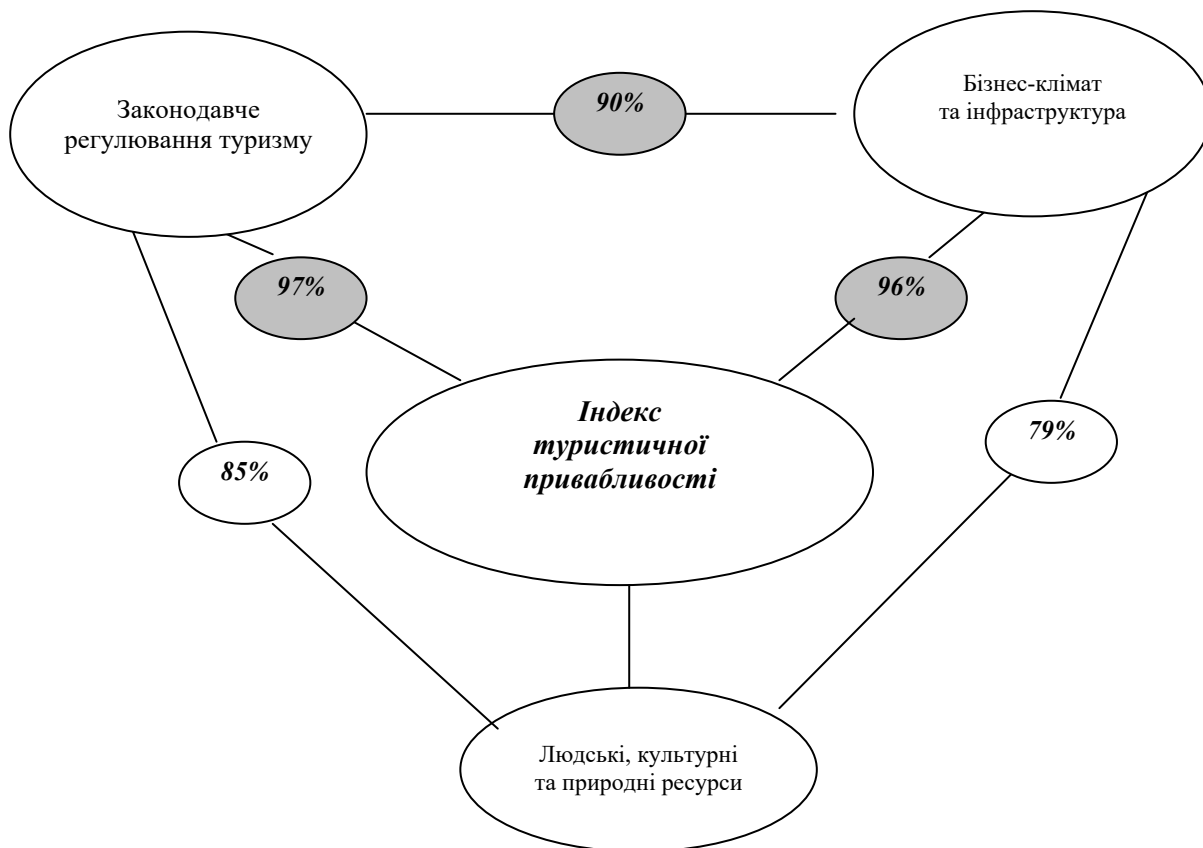 Законодавче
регулювання туризму
90%
Бізнес-клімат
та інфраструктура
97%
96%
Індекс
туристичної
привабливості
85%
79%
Людські, культурні
та природні ресурси